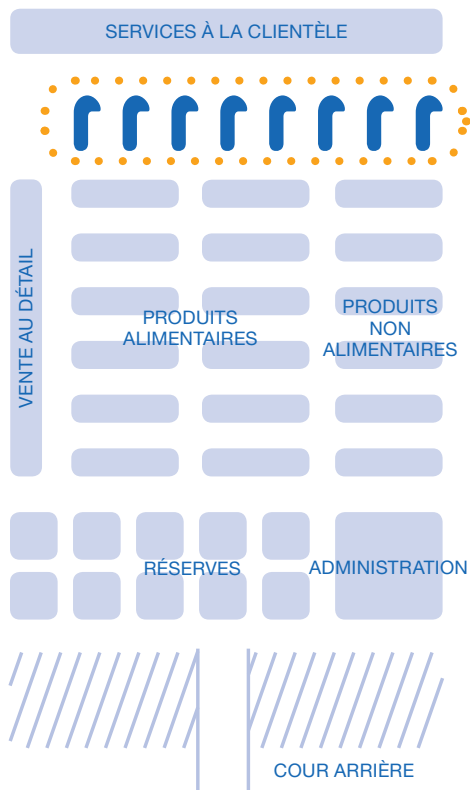 SERVICES À LA CLIENTÈLE
VENTE AU DÉTAIL
PRODUITS
ALIMENTAIRES
PRODUITS
NON
ALIMENTAIRES
RÉSERVES
ADMINISTRATION
COUR ARRIÈRE